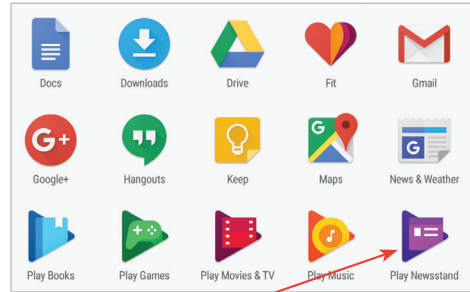 Docs Downloads Drive Fit Gmail
G+
G
G
Google+ Hangouts Keep Maps News & Weather
Play Books Play Games Play Movies & TV Play Music Play Newsstand